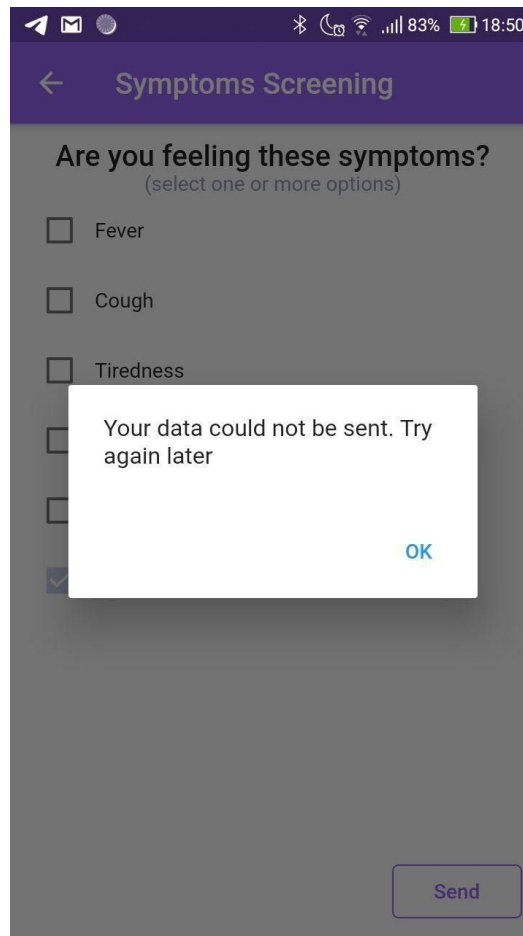 83% 18:50
Symptoms Screening
Are you feeling these symptoms?
(select one or more options)
Fever
Cough
Tiredness
Your data could not be sent. Try
again later
OK
Send